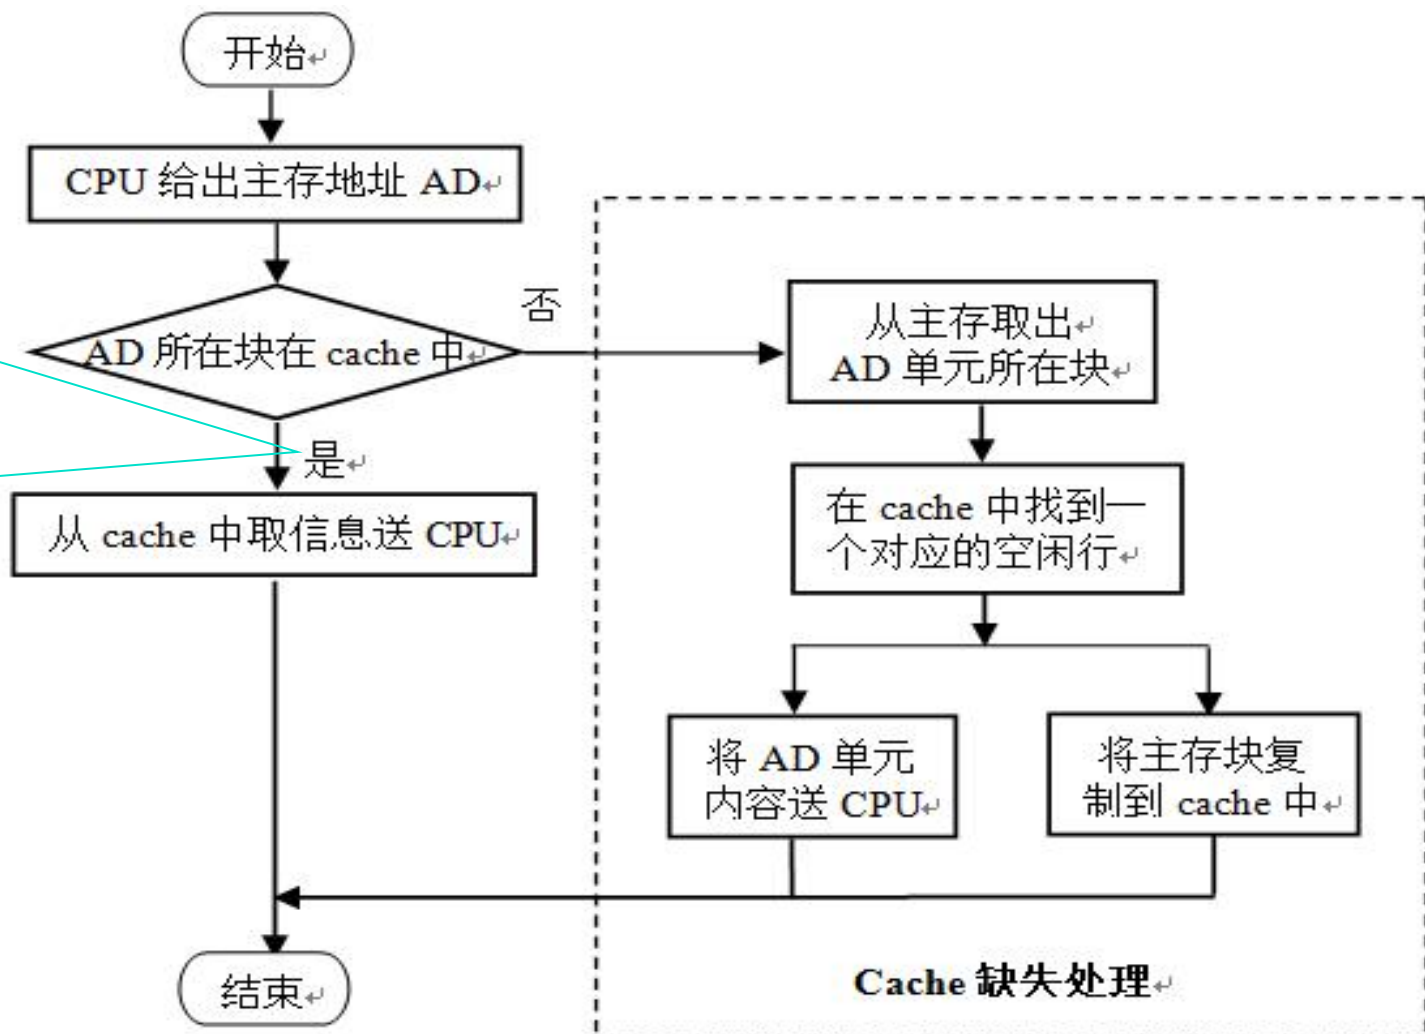 开始
CPU 给出主存地址 AD
AD 所在块在 cache 中
否
是
从 cache 中取信息送 CPU
从主存取出
AD 单元所在块
在 cache 中找到一
个对应的空闲行
将 AD 单元
内容送 CPU
将主存块复
制到 cache 中
结束
Cache 缺失处理